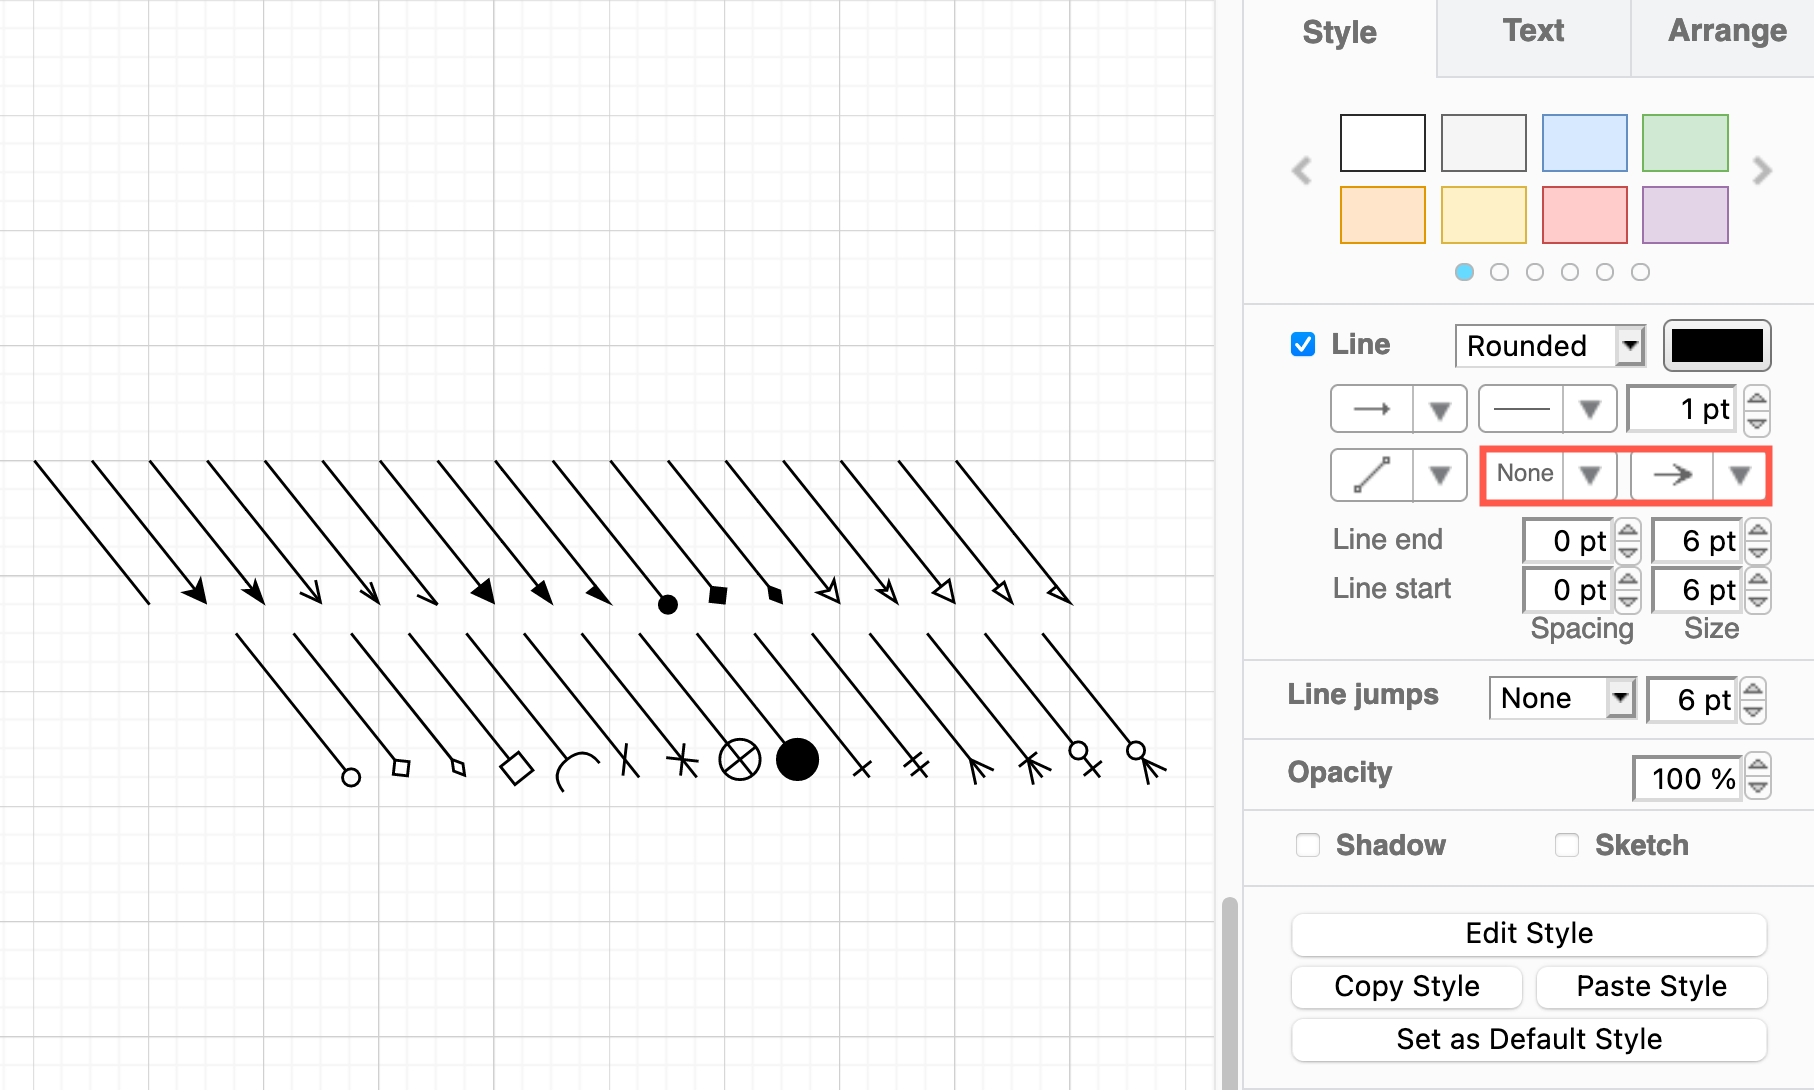 Style Text Arrange
Line Rounded
1 pt
None
Line end 0 pt 6 pt
Line start 0 pt 6 pt
Spacing Size
Line jumps None 6 pt
Opacity 100 %
Shadow Sketch
Edit Style
Copy Style Paste Style
Set as Default Style